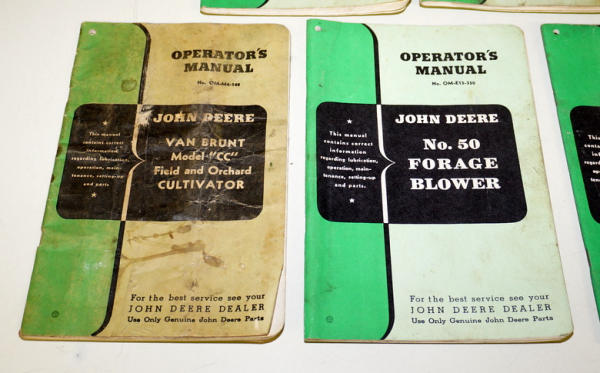 OPERATOR'S
MANUAL
JOHN DEERE
VAN BRUNT
Model "CC"
Field and Orchard
CULTIVATOR
★
This manual
contains correct
information
regarding lubrication,
operation, main-
tenance, setting-up
and parts.
★
For the best service see your
JOHN DEERE DEALER
Use Only Genuine John Deere Parts
OPERATOR'S
MANUAL
No. OM-E13-350
JOHN DEERE
No. 50
FORAGE
BLOWER
★
This manual
contains correct
information
regarding lubrication,
operation, main-
tenance, setting-up
and parts.
★
For the best service see your
JOHN DEERE DEALER
Use Only Genuine John Deere Parts